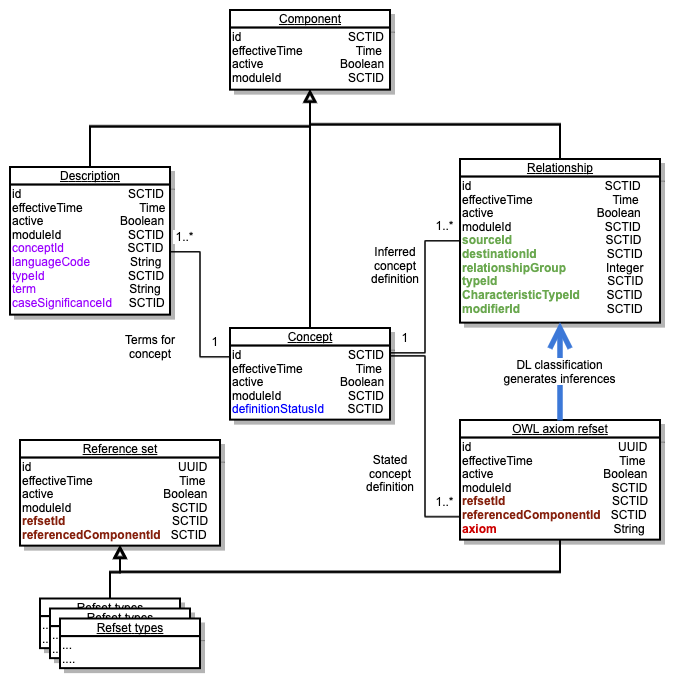 Component
id SCTID
effectiveTime Time
active Boolean
moduleId SCTID
Description
id SCTID
effectiveTime Time
active Boolean
moduleId SCTID
conceptId SCTID
languageCode String
typeId SCTID
term String
caseSignificanceId SCTID
1..*
Relationship
id SCTID
effectiveTime Time
active Boolean
moduleId SCTID
sourceId SCTID
destinationId SCTID
relationshipGroup Integer
typeId SCTID
CharacteristicTypeId SCTID
modifierId SCTID
1..*
Inferred
concept
definition
Terms for
concept
1
Concept
id SCTID
effectiveTime Time
active Boolean
moduleId SCTID
definitionStatusId SCTID
1
DL classification
generates inferences
Stated
concept
definition
1..*
OWL axiom refset
id UUID
effectiveTime Time
active Boolean
moduleId SCTID
refsetId SCTID
referencedComponentId SCTID
axiom String
Reference set
id UUID
effectiveTime Time
active Boolean
moduleId SCTID
refsetId SCTID
referencedComponentId SCTID
Refset types
Refset types
Refset types
...
....